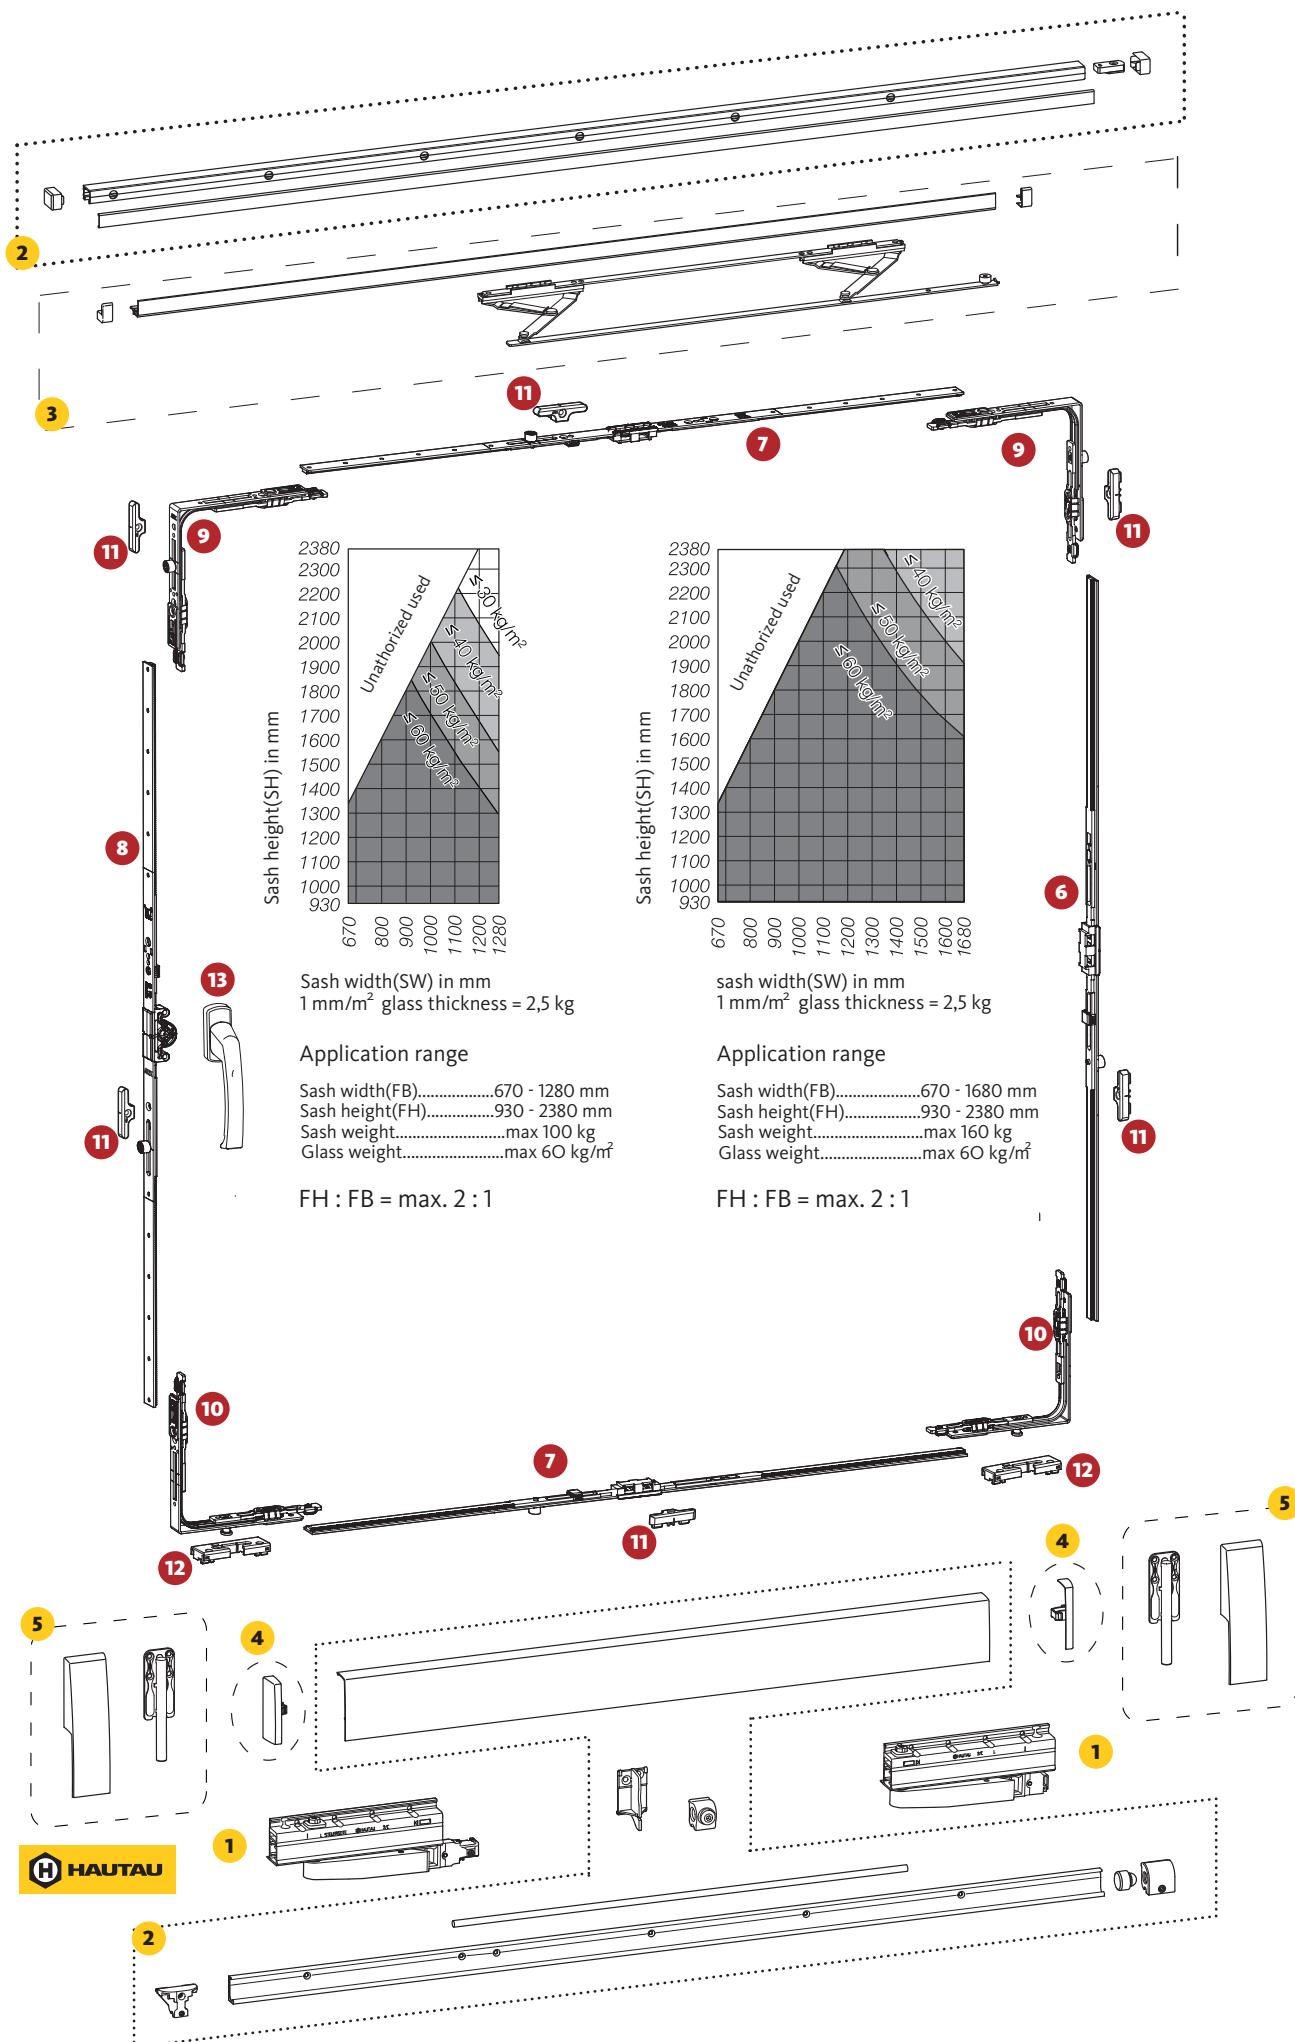 2
3
11
7
9
9
11
11
2380
2300
2200
2100
2000
1900
1800
1700
1600
1500
1400
1300
1200
1100
1000
930
Sash height(SH) in mm
Unathorized used
≤ 30 kg/m²
≤ 40 kg/m²
≤ 50 kg/m²
≤ 60 kg/m²
670 800 900 1000 1100 1200 1280
Sash width(SW) in mm
1 mm/m² glass thickness = 2,5 kg
Application range
Sash width(FB)..................670 - 1280 mm
Sash height(FH)................930 - 2380 mm
Sash weight..........................max 100 kg
Glass weight........................max 60 kg/m²
FH : FB = max. 2 : 1
2380
2300
2200
2100
2000
1900
1800
1700
1600
1500
1400
1300
1200
1100
1000
930
Sash height(SH) in mm
Unathorized used
≤ 40 kg/m²
≤ 50 kg/m²
≤ 60 kg/m²
670 800 900 1000 1100 1200 1300 1400 1500 1600 1680
sash width(SW) in mm
1 mm/m² glass thickness = 2,5 kg
Application range
Sash width(FB)....................670 - 1680 mm
Sash height(FH)..................930 - 2380 mm
Sash weight..........................max 160 kg
Glass weight........................max 60 kg/m²
FH : FB = max. 2 : 1
8
6
13
11
11
10
10
7
12
11
12
5
4
5
4
1
HAUTAU
1
HAUTAU
H HAUTAU
2